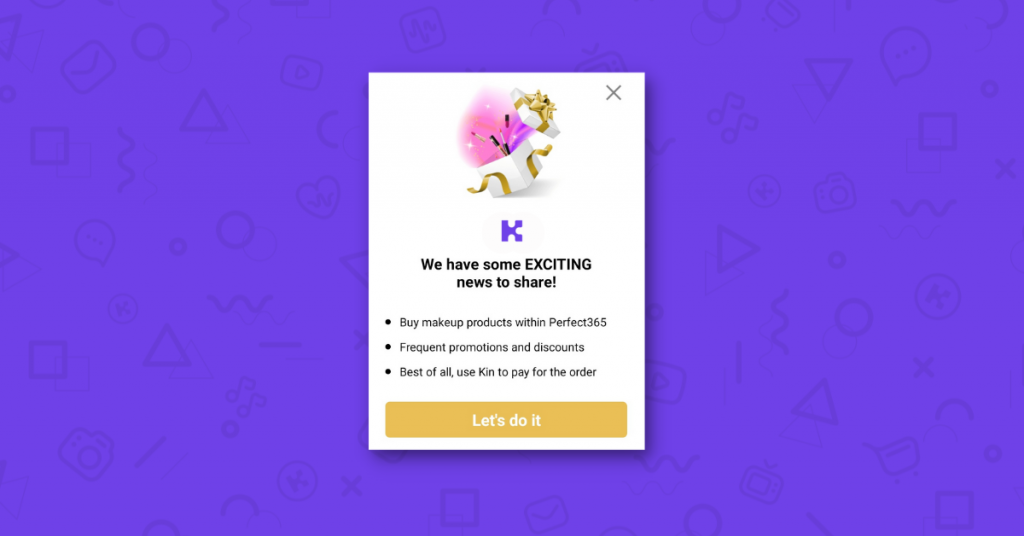 We have some EXCITING
news to share!
Buy makeup products within Perfect365
Frequent promotions and discounts
Best of all, use Kin to pay for the order
Let's do it